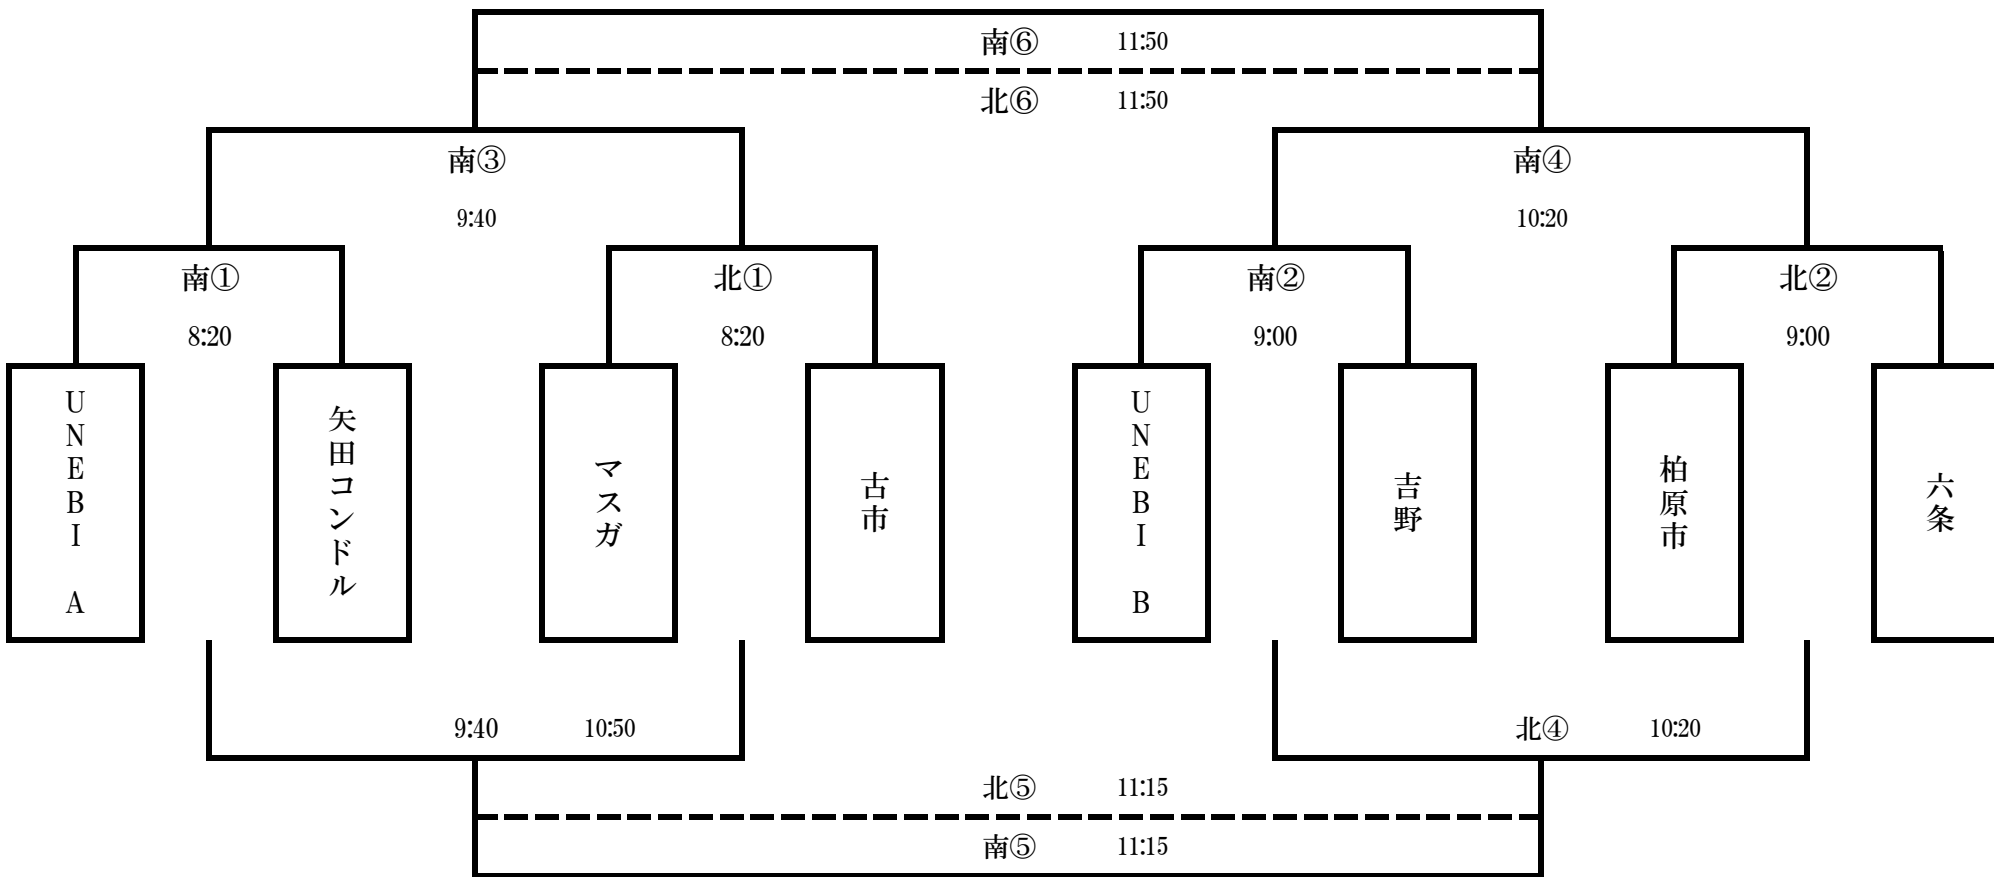 南⑥ 11:50
北⑥ 11:50
南③ 南④
9:40 10:20
南① 北① 南② 北②
8:20 8:20 9:00 9:00
UNEBI A
矢田コンドル
マスガ
古市
UNEBI B
吉野
柏原市
六条
9:40 10:50 北④ 10:20
北⑤ 11:15
南⑤ 11:15